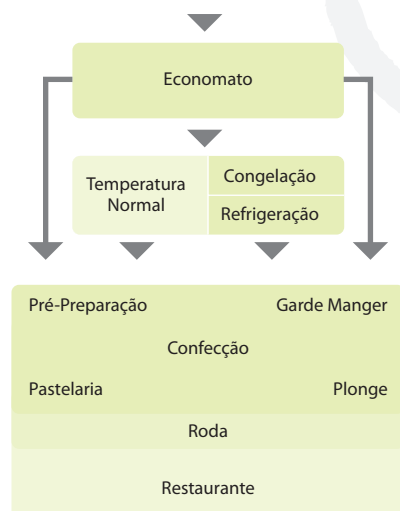 Economato
Temperatura
Normal
Congelação
Refrigeração
Pré-Preparação
Garde Manger
Confecção
Pastelaria
Plonge
Roda
Restaurante